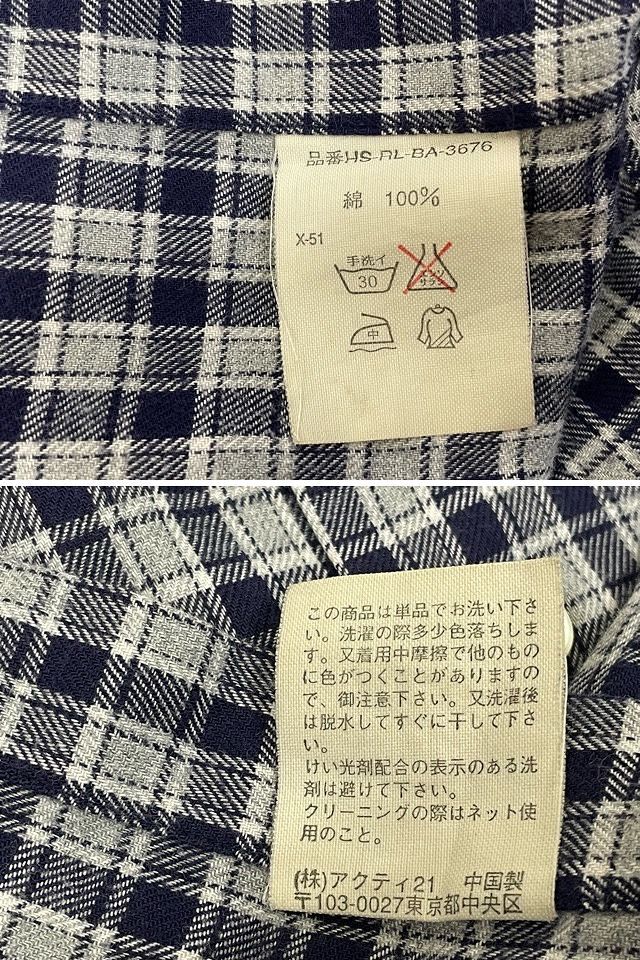 品番HS-RL-BA-3676
綿 100%
X-51
手洗イ
30
エンソ
サラシ
中
この商品は単品でお洗い下さ
い。洗濯の際多少色落ちしま
す。又着用中摩擦で他のもの
に色がつくことがありますの
で、御注意下さい。又洗濯後
は脱水してすぐに干して下さ
い。
けい光剤配合の表示のある洗
剤は避けて下さい。
クリーニングの際はネット使
用のこと。
(株)アクティ21 中国製
〒103-0027東京都中央区